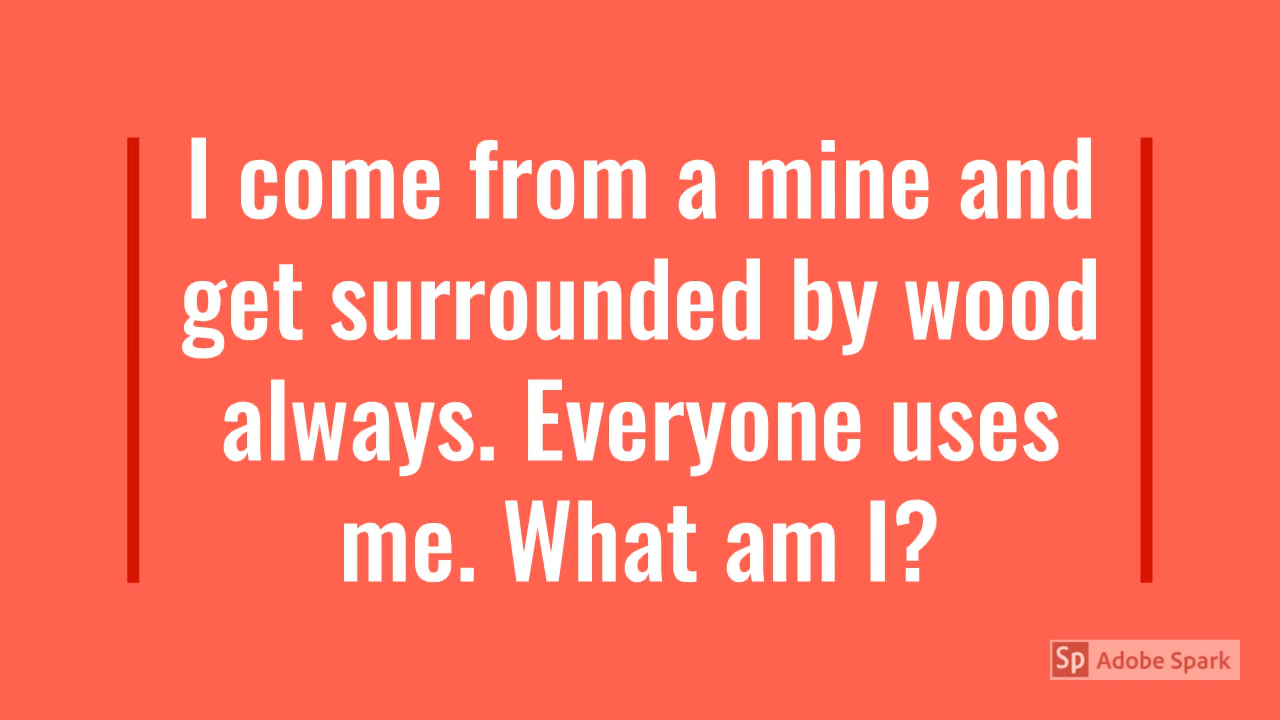 I come from a mine and
get surrounded by wood
always. Everyone uses
me. What am I?
Sp Adobe Spark